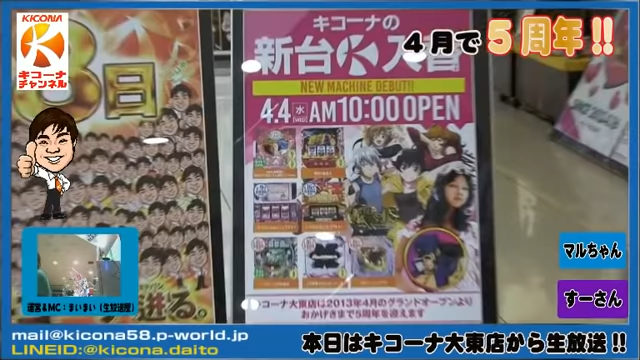 KICONA
キコーナ
チャンネル
4月で5周年!!
8日
キコーナの
新台入替
NEW MACHINE DEBUT!!
4.4 水 AM10:00 OPEN
マルちゃん
すーさん
運営&MC:まいまい(生放送歴)
迸る。
キコーナ大東店は2013年4月のグランドオープンより
おかげさまで5周年を迎えます
mail@kicona58.p-world.jp
LINEID:@kicona.daito
本日はキコーナ大東店から生放送!!